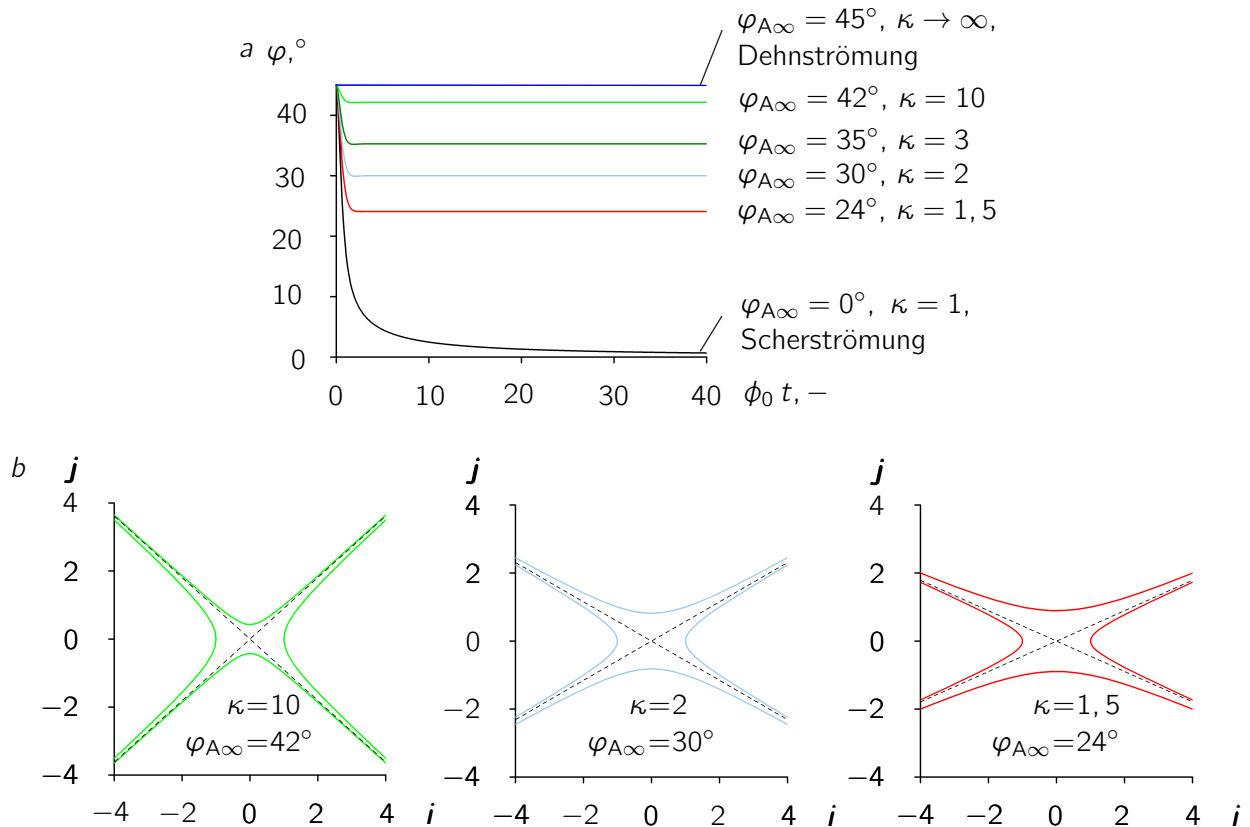 a φ,°
φA∞ = 45°, κ → ∞,
Dehnströmung
φA∞ = 42°, κ = 10
φA∞ = 35°, κ = 3
φA∞ = 30°, κ = 2
φA∞ = 24°, κ = 1, 5
φA∞ = 0°, κ = 1,
Scherströmung
40
30
20
10
0
0 10 20 30 40 ϕ0 t, −
b
j
4
2
0
−2
−4
κ=10
φA∞=42°
−4 −2 0 2 4 i
j
4
2
0
−2
−4
κ=2
φA∞=30°
−4 −2 0 2 4 i
j
4
2
0
−2
−4
κ=1, 5
φA∞=24°
−4 −2 0 2 4 i